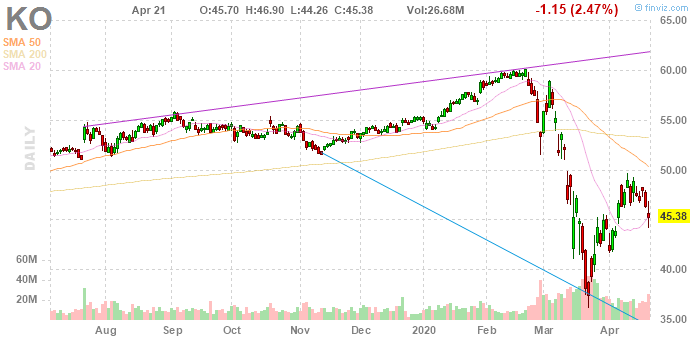 KO Apr 21 O:45.70 H:46.90 L:44.26 C:45.38 Vol:26.68M -1.15 (2.47%) © finviz.com
SMA 50
SMA 200
SMA 20
DAILY
65.00
60.00
55.00
50.00
45.38
40.00
35.00
60M
40M
20M
Aug Sep Oct Nov Dec 2020 Feb Mar Apr